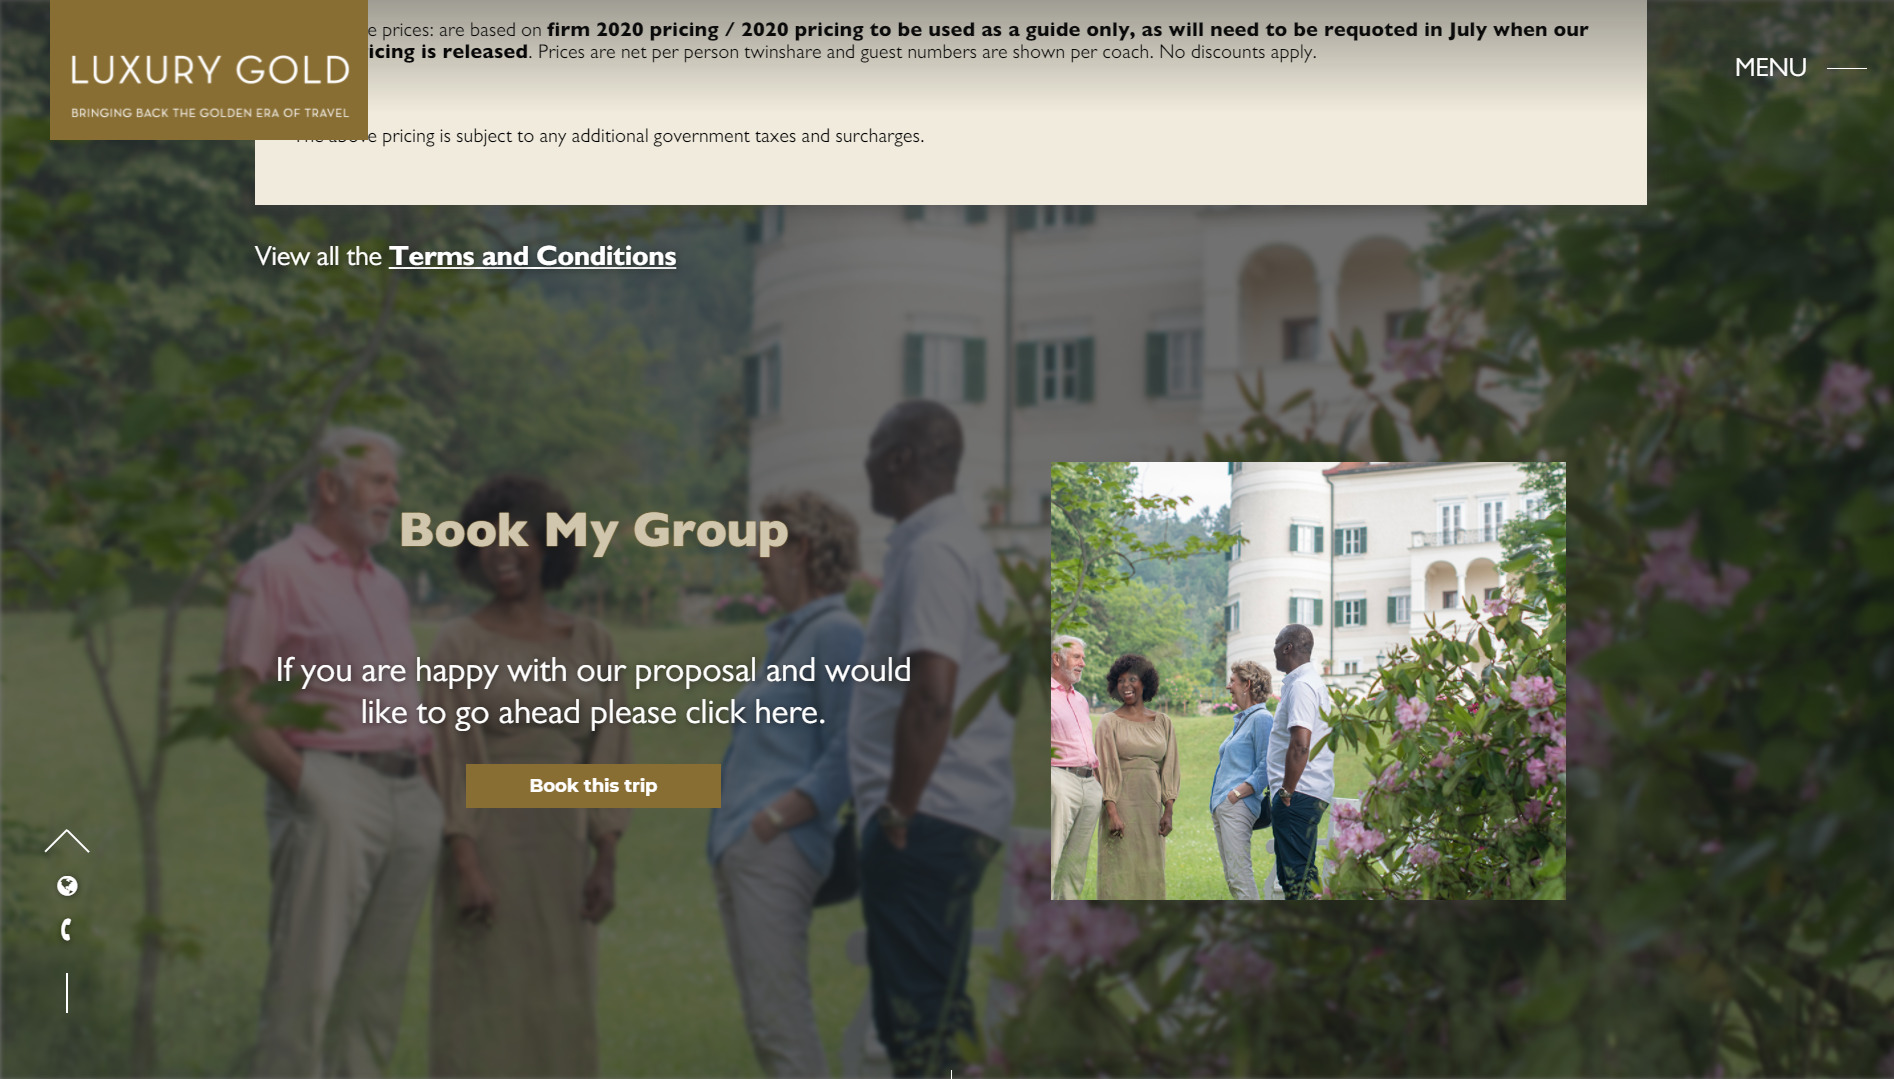 LUXURY GOLD
BRINGING BACK THE GOLDEN ERA OF TRAVEL
MENU
prices: are based on firm 2020 pricing / 2020 pricing to be used as a guide only, as will need to be requoted in July when our
is released. Prices are net per person twinshare and guest numbers are shown per coach. No discounts apply.
pricing is subject to any additional government taxes and surcharges.
View all the Terms and Conditions
Book My Group
If you are happy with our proposal and would
like to go ahead please click here.
Book this trip